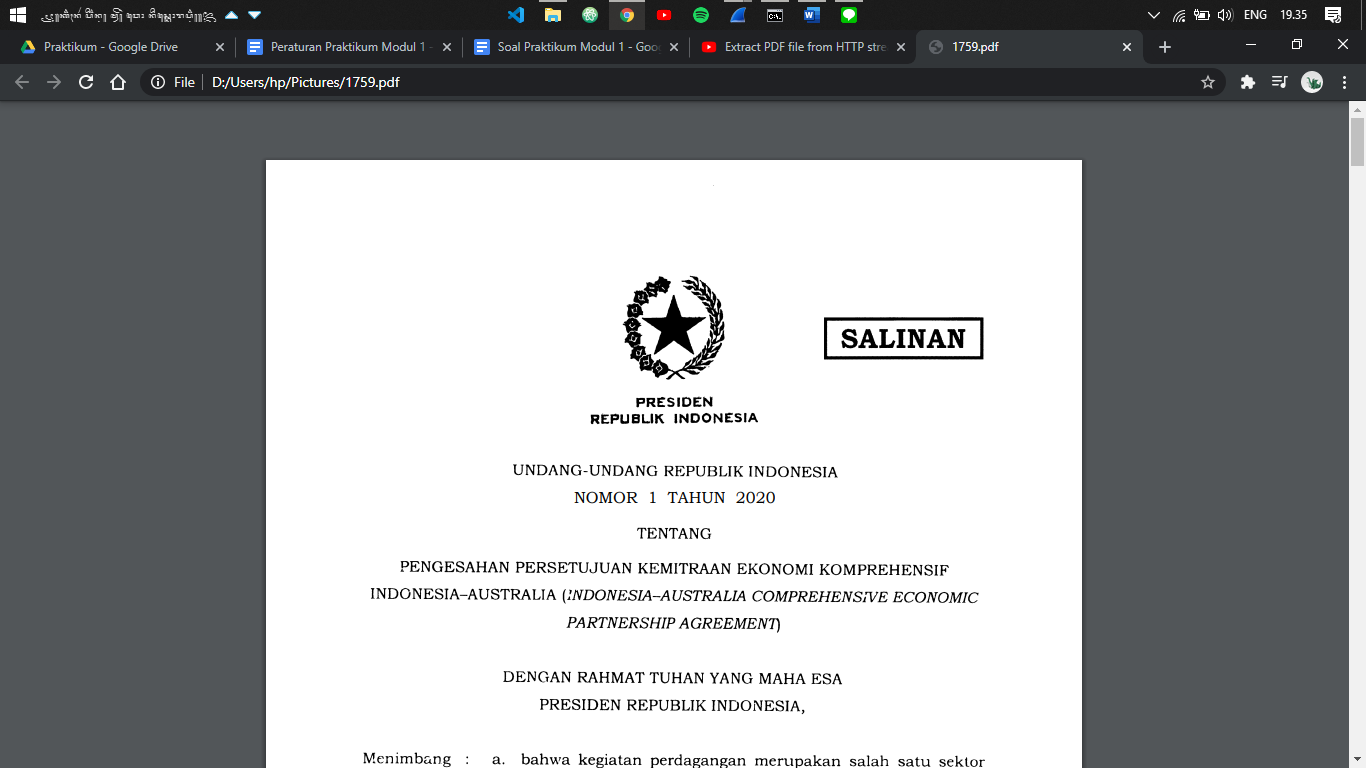 ENG
19.35
Praktikum - Google Drive
Peraturan Praktikum Modul 1 -
Soal Praktikum Modul 1 - Goo
Extract PDF file from HTTP stre
1759.pdf
File
D:/Users/hp/Pictures/1759.pdf
SALINAN
PRESIDEN
REPUBLIK INDONESIA
UNDANG-UNDANG REPUBLIK INDONESIA
NOMOR 1 TAHUN 2020
TENTANG
PENGESAHAN PERSETUJUAN KEMITRAAN EKONOMI KOMPREHENSIF
INDONESIA–AUSTRALIA (INDONESIA–AUSTRALIA COMPREHENSIVE ECONOMIC
PARTNERSHIP AGREEMENT)
DENGAN RAHMAT TUHAN YANG MAHA ESA
PRESIDEN REPUBLIK INDONESIA,
Menimbang : a. bahwa kegiatan perdagangan merupakan salah satu sektor